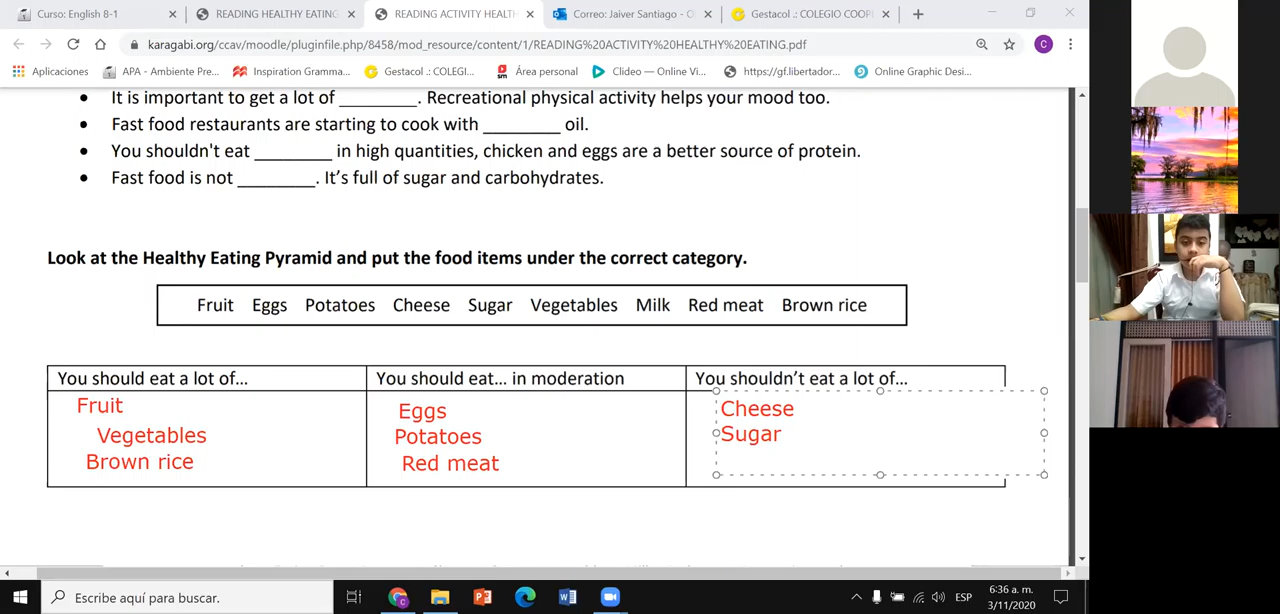 Curso: English 8-1
READING HEALTHY EATING
READING ACTIVITY HEALTH
Correo: Jaiver Santiago - O
Gestacol .: COLEGIO COOP
karagabi.org/ccav/moodle/pluginfile.php/8458/mod_resource/content/1/READING%20ACTIVITY%20HEALTHY%20EATING.pdf
C
Aplicaciones
APA - Ambiente Pre...
Inspiration Gramma...
Gestacol .: COLEGI...
Área personal
Clideo — Online Vi...
https://gf.libertador...
Online Graphic Desi...
• It is important to get a lot of ________. Recreational physical activity helps your mood too.
• Fast food restaurants are starting to cook with ________ oil.
• You shouldn't eat ________ in high quantities, chicken and eggs are a better source of protein.
• Fast food is not ________. It's full of sugar and carbohydrates.
Look at the Healthy Eating Pyramid and put the food items under the correct category.
Fruit Eggs Potatoes Cheese Sugar Vegetables Milk Red meat Brown rice
You should eat a lot of... You should eat... in moderation You shouldn't eat a lot of...
Fruit Eggs Cheese
Vegetables Potatoes Sugar
Brown rice Red meat
Escribe aquí para buscar.
ESP
6:36 a. m.
3/11/2020